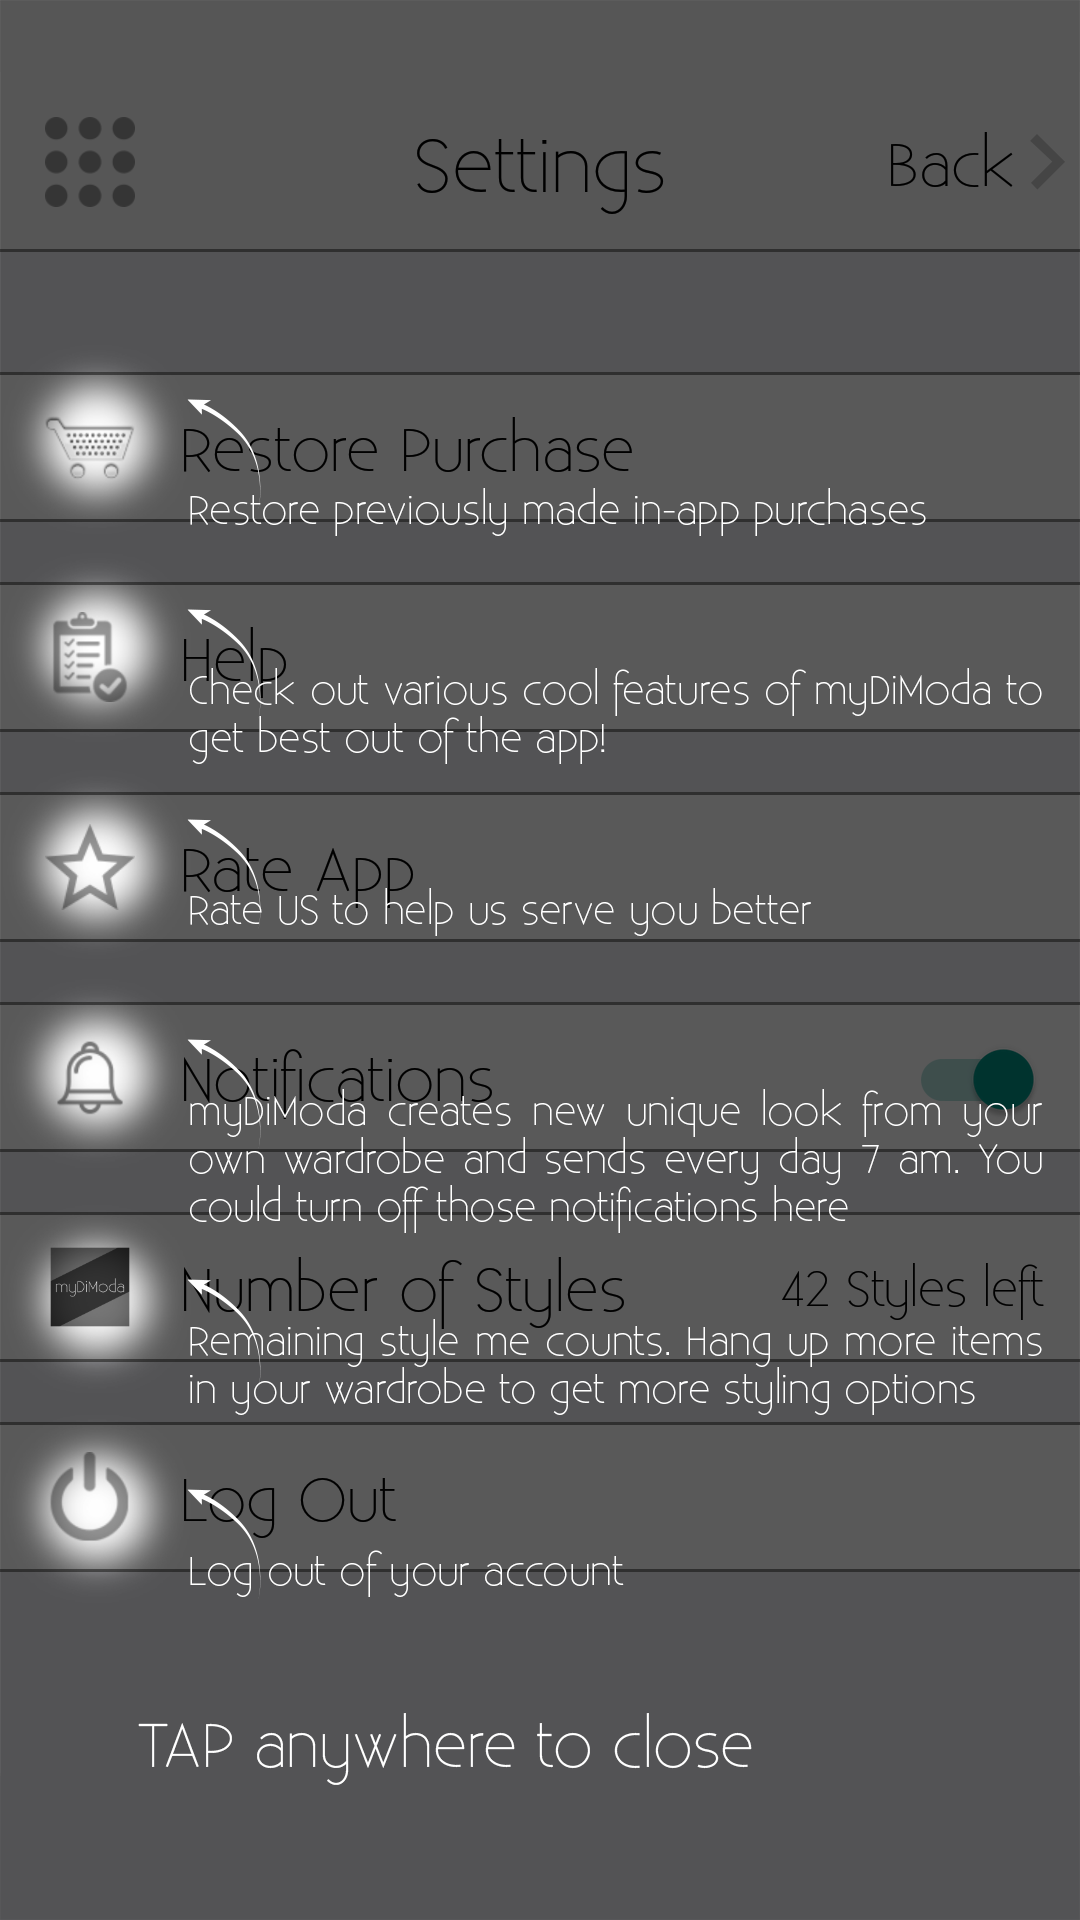 Settings
Back
Restore Purchase
Restore previously made in-app purchases
Help
Check out various cool features of myDiModa to
get best out of the app!
Rate App
Rate US to help us serve you better
Notifications
myDiModa creates new unique look from your
own wardrobe and sends every day 7 am. You
could turn off those notifications here
myDiModa
Number of Styles
42 Styles left
Remaining style me counts. Hang up more items
in your wardrobe to get more styling options
Log Out
Log out of your account
TAP anywhere to close